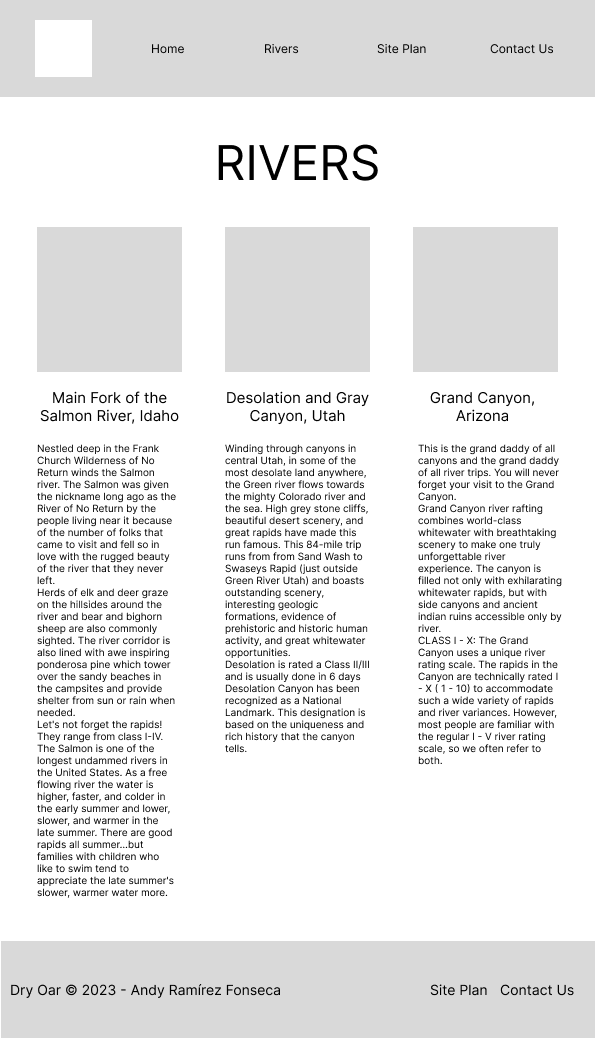 Home
Rivers
Site Plan
Contact Us
RIVERS
Main Fork of the
Salmon River, Idaho
Nestled deep in the Frank
Church Wilderness of No
Return winds the Salmon
river. The Salmon was given
the nickname long ago as the
River of No Return by the
people living near it because
of the number of folks that
came to visit and fell so in
love with the rugged beauty
of the river that they never
left.
Herds of elk and deer graze
on the hillsides around the
river and bear and bighorn
sheep are also commonly
sighted. The river corridor is
also lined with awe inspiring
ponderosa pine which tower
over the sandy beaches in
the campsites and provide
shelter from sun or rain when
needed.
Let's not forget the rapids!
They range from class I-IV.
The Salmon is one of the
longest undammed rivers in
the United States. As a free
flowing river the water is
higher, faster, and colder in
the early summer and lower,
slower, and warmer in the
late summer. There are good
rapids all summer...but
families with children who
like to swim tend to
appreciate the late summer's
slower, warmer water more.
Desolation and Gray
Canyon, Utah
Winding through canyons in
central Utah, in some of the
most desolate land anywhere,
the Green river flows towards
the mighty Colorado river and
the sea. High grey stone cliffs,
beautiful desert scenery, and
great rapids have made this
run famous. This 84-mile trip
runs from from Sand Wash to
Swaseys Rapid (just outside
Green River Utah) and boasts
outstanding scenery,
interesting geologic
formations, evidence of
prehistoric and historic human
activity, and great whitewater
opportunities.
Desolation is rated a Class II/III
and is usually done in 6 days
Desolation Canyon has been
recognized as a National
Landmark. This designation is
based on the uniqueness and
rich history that the canyon
tells.
Grand Canyon,
Arizona
This is the grand daddy of all
canyons and the grand daddy
of all river trips. You will never
forget your visit to the Grand
Canyon.
Grand Canyon river rafting
combines world-class
whitewater with breathtaking
scenery to make one truly
unforgettable river
experience. The canyon is
filled not only with exhilarating
whitewater rapids, but with
side canyons and ancient
indian ruins accessible only by
river.
CLASS I - X: The Grand
Canyon uses a unique river
rating scale. The rapids in the
Canyon are technically rated I
- X ( 1 - 10) to accommodate
such a wide variety of rapids
and river variances. However,
most people are familiar with
the regular I - V river rating
scale, so we often refer to
both.
Dry Oar © 2023 - Andy Ramírez Fonseca
Site Plan
Contact Us